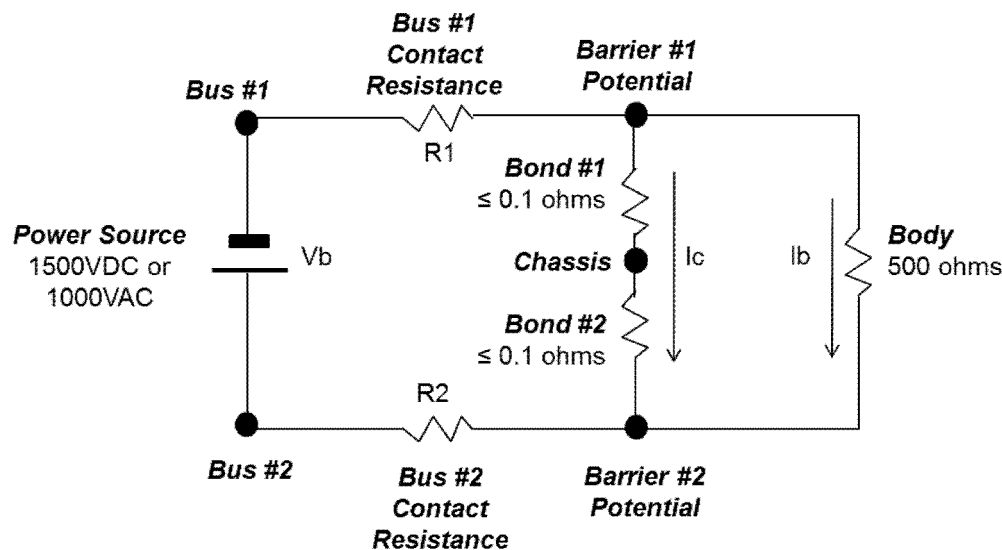 Bus #1
Contact
Resistance
Barrier #1
Potential
Bus #1
R1
Bond #1
≤ 0.1 ohms
Power Source
1500VDC or
1000VAC
Vb
Chassis
Ic
Ib
Body
500 ohms
Bond #2
≤ 0.1 ohms
R2
Bus #2
Bus #2
Contact
Resistance
Barrier #2
Potential